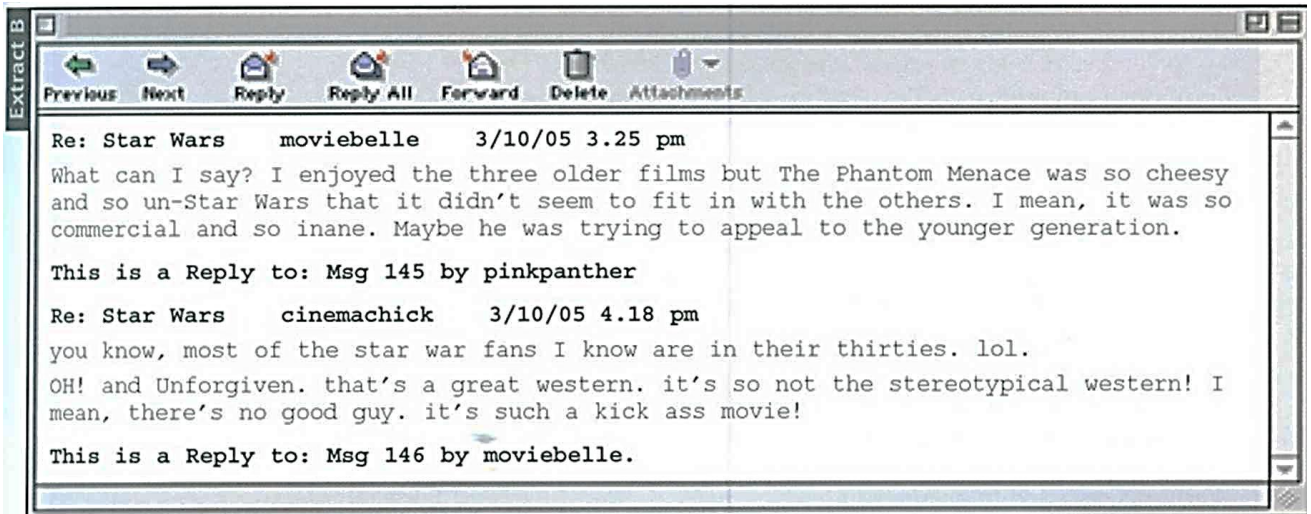 Extract B
Previous Next Reply Reply All Forward Delete Attachments
Re: Star Wars moviebelle 3/10/05 3.25 pm
What can I say? I enjoyed the three older films but The Phantom Menace was so cheesy
and so un-Star Wars that it didn't seem to fit in with the others. I mean, it was so
commercial and so inane. Maybe he was trying to appeal to the younger generation.
This is a Reply to: Msg 145 by pinkpanther
Re: Star Wars cinemachick 3/10/05 4.18 pm
you know, most of the star war fans I know are in their thirties. lol.
OH! and Unforgiven. that's a great western. it's so not the stereotypical western! I
mean, there's no good guy. it's such a kick ass movie!
This is a Reply to: Msg 146 by moviebelle.